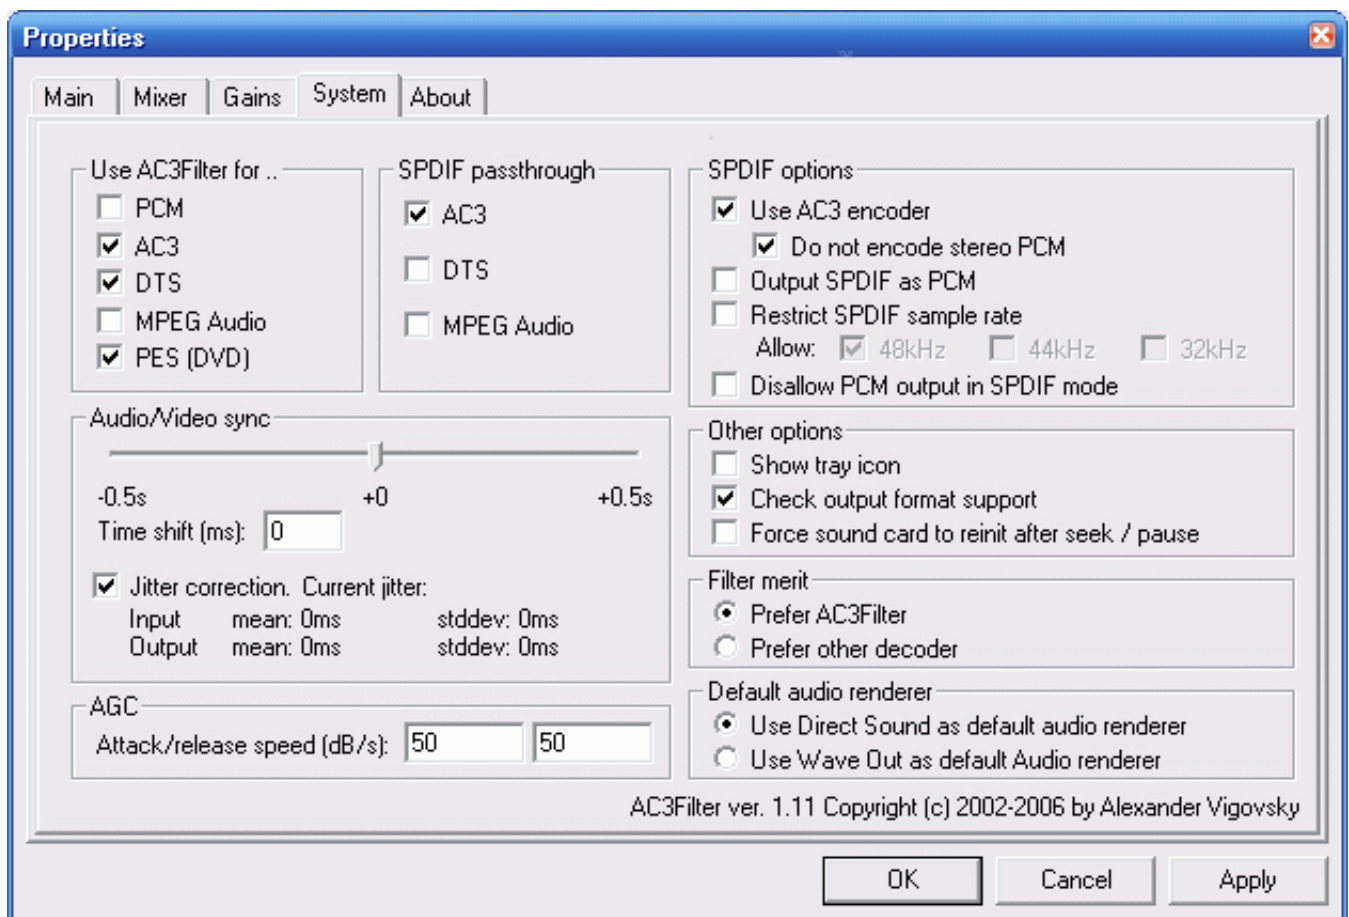 Properties
™
Main Mixer Gains System About
Use AC3Filter for ..
PCM
AC3
DTS
MPEG Audio
PES (DVD)
SPDIF passthrough
AC3
DTS
MPEG Audio
SPDIF options
Use AC3 encoder
Do not encode stereo PCM
Output SPDIF as PCM
Restrict SPDIF sample rate
Allow: 48kHz 44kHz 32kHz
Disallow PCM output in SPDIF mode
Audio/Video sync
-0.5s +0 +0.5s
Time shift (ms): 0
Jitter correction. Current jitter:
Input mean: 0ms stddev: 0ms
Output mean: 0ms stddev: 0ms
Other options
Show tray icon
Check output format support
Force sound card to reinit after seek / pause
Filter merit
Prefer AC3Filter
Prefer other decoder
AGC
Attack/release speed (dB/s): 50 50
Default audio renderer
Use Direct Sound as default audio renderer
Use Wave Out as default Audio renderer
AC3Filter ver. 1.11 Copyright (c) 2002-2006 by Alexander Vigovsky
OK Cancel Apply